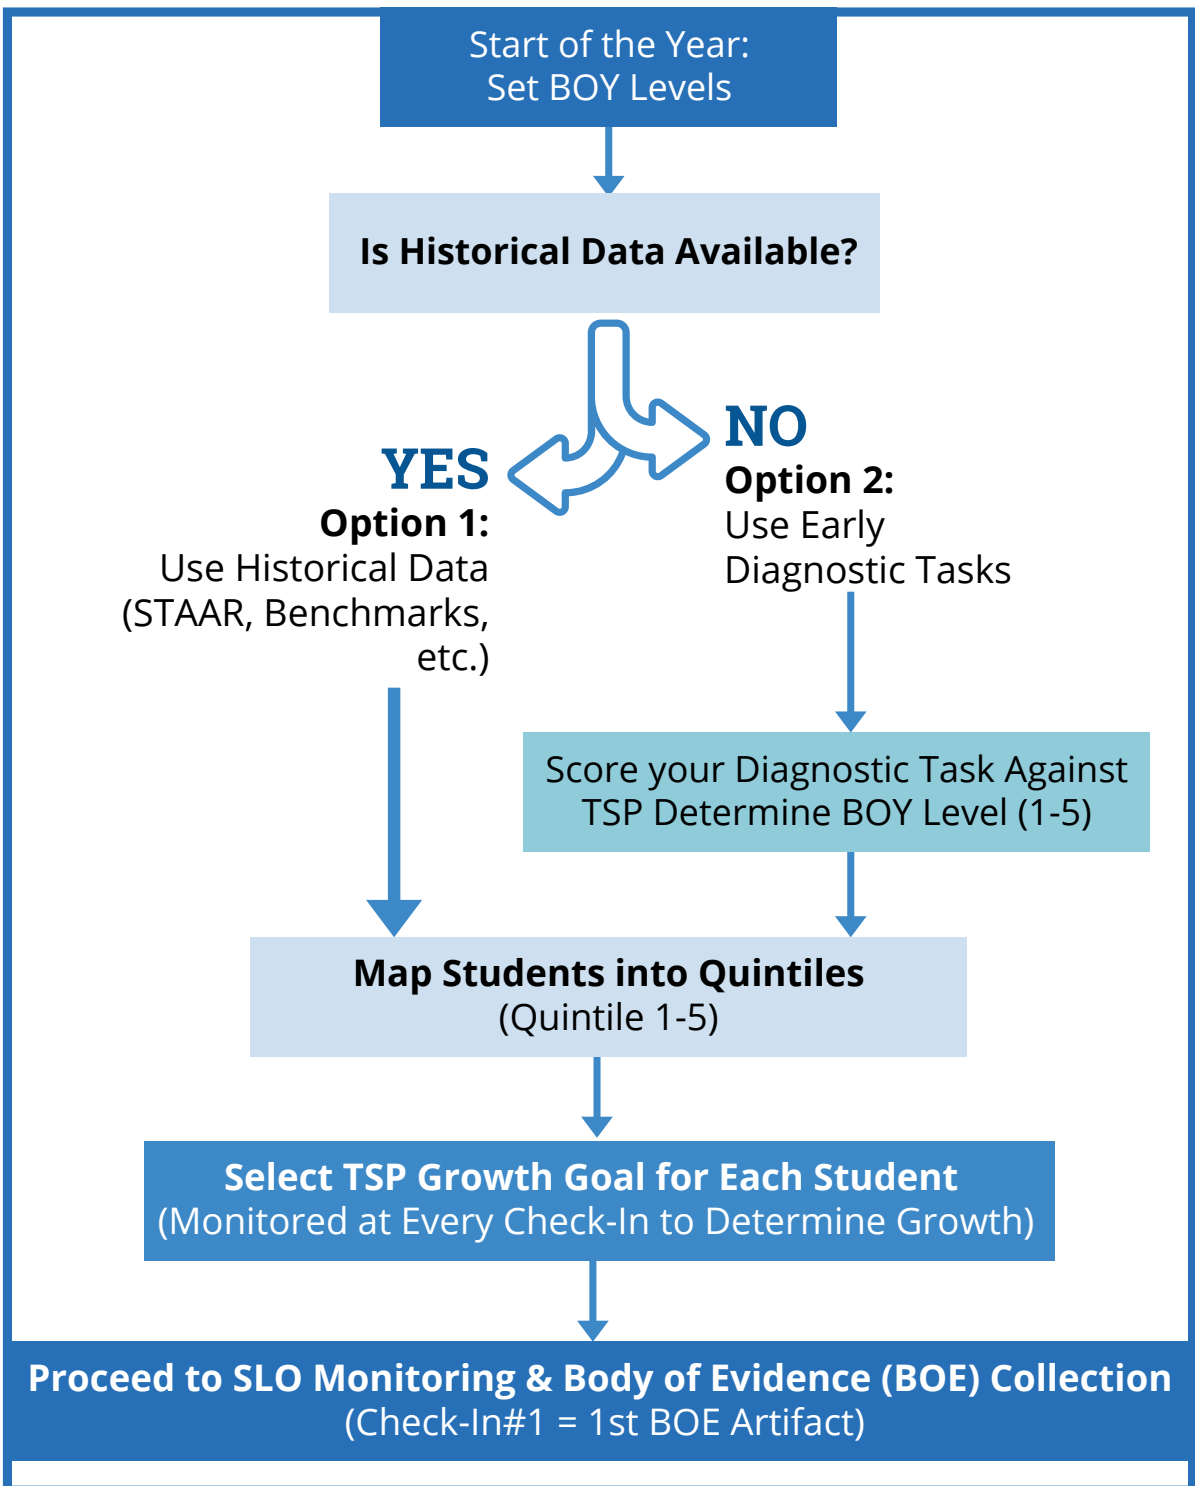 Start of the Year:
Set BOY Levels
Is Historical Data Available?
YES
Option 1:
Use Historical Data
(STAAR, Benchmarks,
etc.)
NO
Option 2:
Use Early
Diagnostic Tasks
Score your Diagnostic Task Against
TSP Determine BOY Level (1-5)
Map Students into Quintiles
(Quintile 1-5)
Select TSP Growth Goal for Each Student
(Monitored at Every Check-In to Determine Growth)
Proceed to SLO Monitoring & Body of Evidence (BOE) Collection
(Check-In#1 = 1st BOE Artifact)